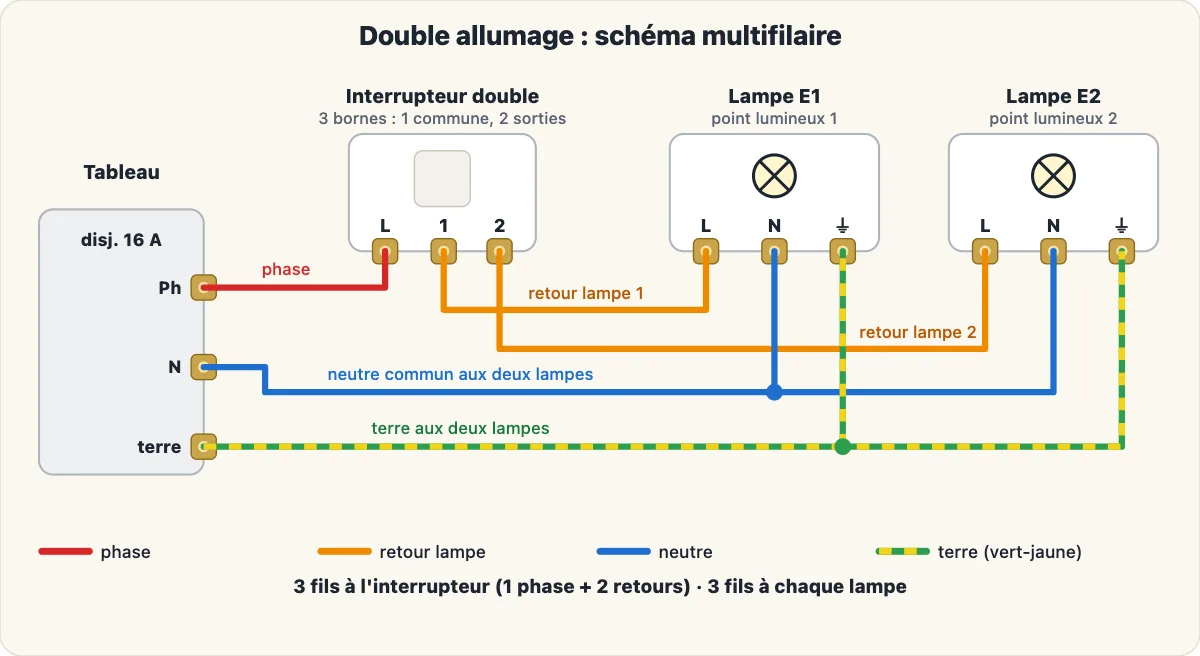 Double allumage : schéma multifilaire
Interrupteur double
3 bornes : 1 commune, 2 sorties
Lampe E1
point lumineux 1
Lampe E2
point lumineux 2
Tableau
disj. 16 A
L 1 2
L N
L N
Ph
phase
retour lampe 1
retour lampe 2
N
neutre commun aux deux lampes
terre
terre aux deux lampes
phase
retour lampe
neutre
terre (vert-jaune)
3 fils à l'interrupteur (1 phase + 2 retours) · 3 fils à chaque lampe